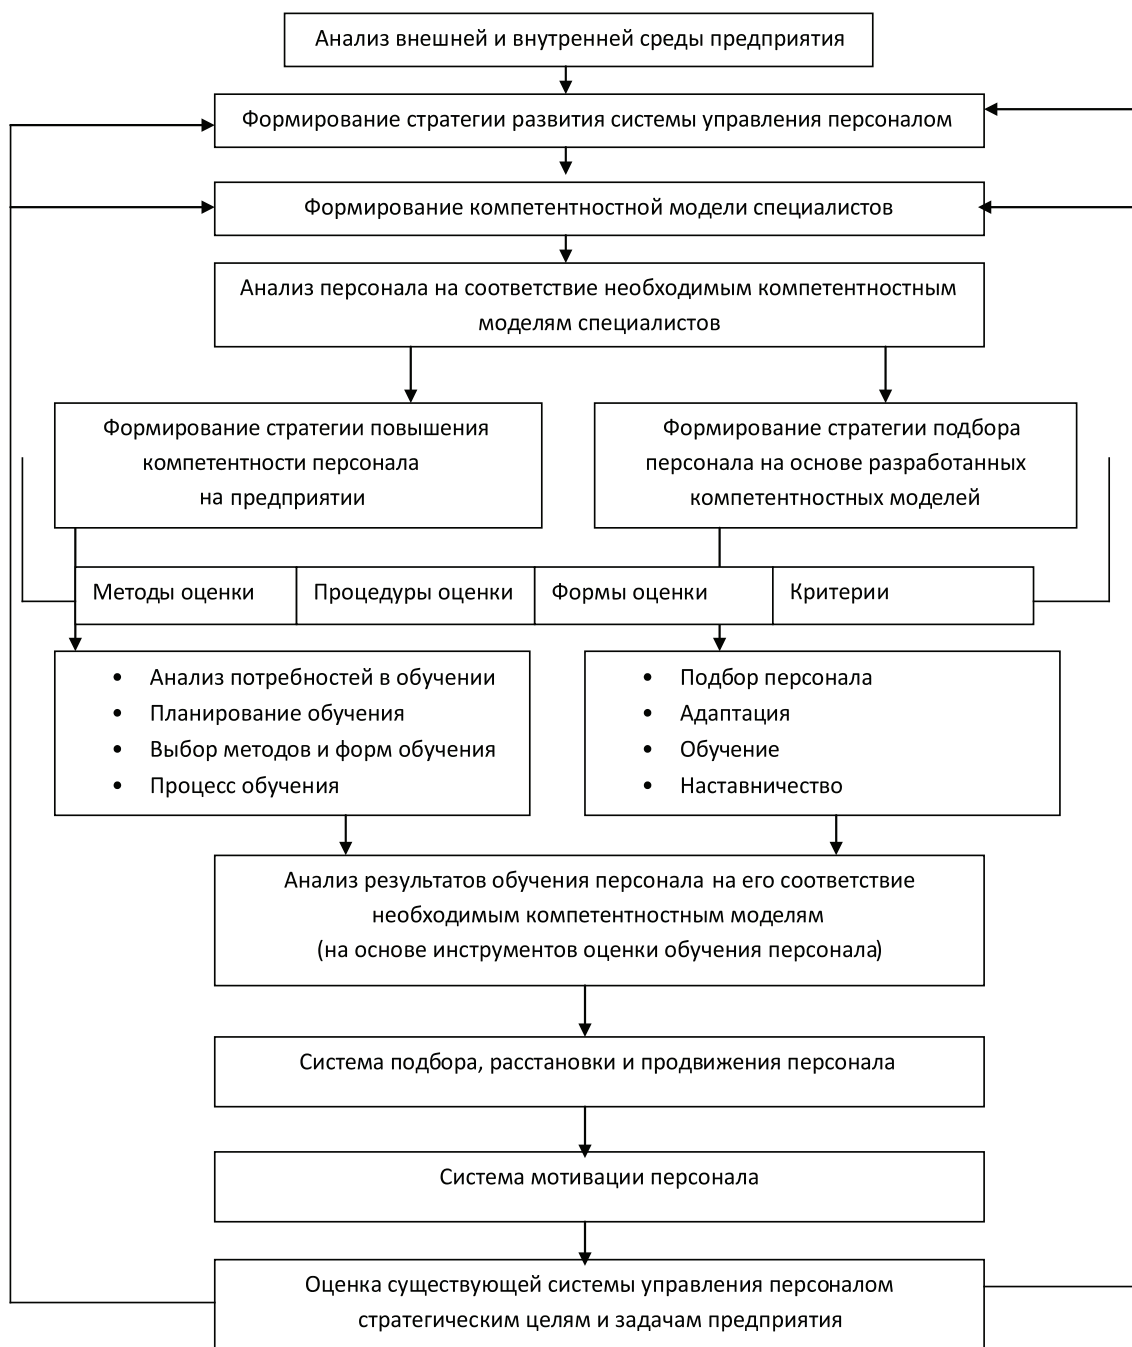 Анализ внешней и внутренней среды предприятия
Формирование стратегии развития системы управления персоналом
Формирование компетентностной модели специалистов
Анализ персонала на соответствие необходимым компетентностным
моделям специалистов
Формирование стратегии повышения
компетентности персонала
на предприятии
Формирование стратегии подбора
персонала на основе разработанных
компетентностных моделей
Методы оценки
Процедуры оценки
Формы оценки
Критерии
• Анализ потребностей в обучении
• Планирование обучения
• Выбор методов и форм обучения
• Процесс обучения
• Подбор персонала
• Адаптация
• Обучение
• Наставничество
Анализ результатов обучения персонала на его соответствие
необходимым компетентностным моделям
(на основе инструментов оценки обучения персонала)
Система подбора, расстановки и продвижения персонала
Система мотивации персонала
Оценка существующей системы управления персоналом
стратегическим целям и задачам предприятия